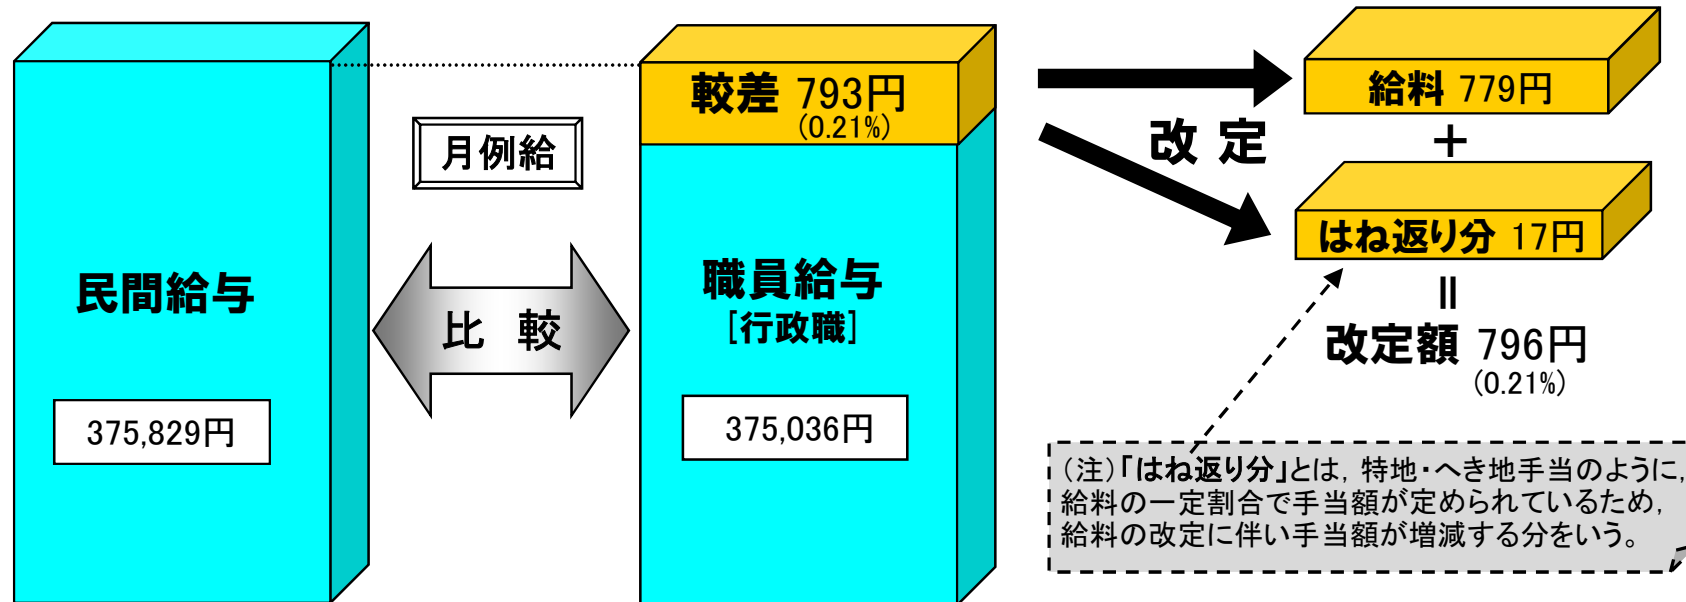 民間給与
375,829円
月例給
比 較
較差 793円
(0.21%)
職員給与
[行政職]
375,036円
改 定
給料 779円
+
はね返り分 17円
=
改定額 796円
(0.21%)
(注)「はね返り分」とは,特地・へき地手当のように,
給料の一定割合で手当額が定められているため,
給料の改定に伴い手当額が増減する分をいう。